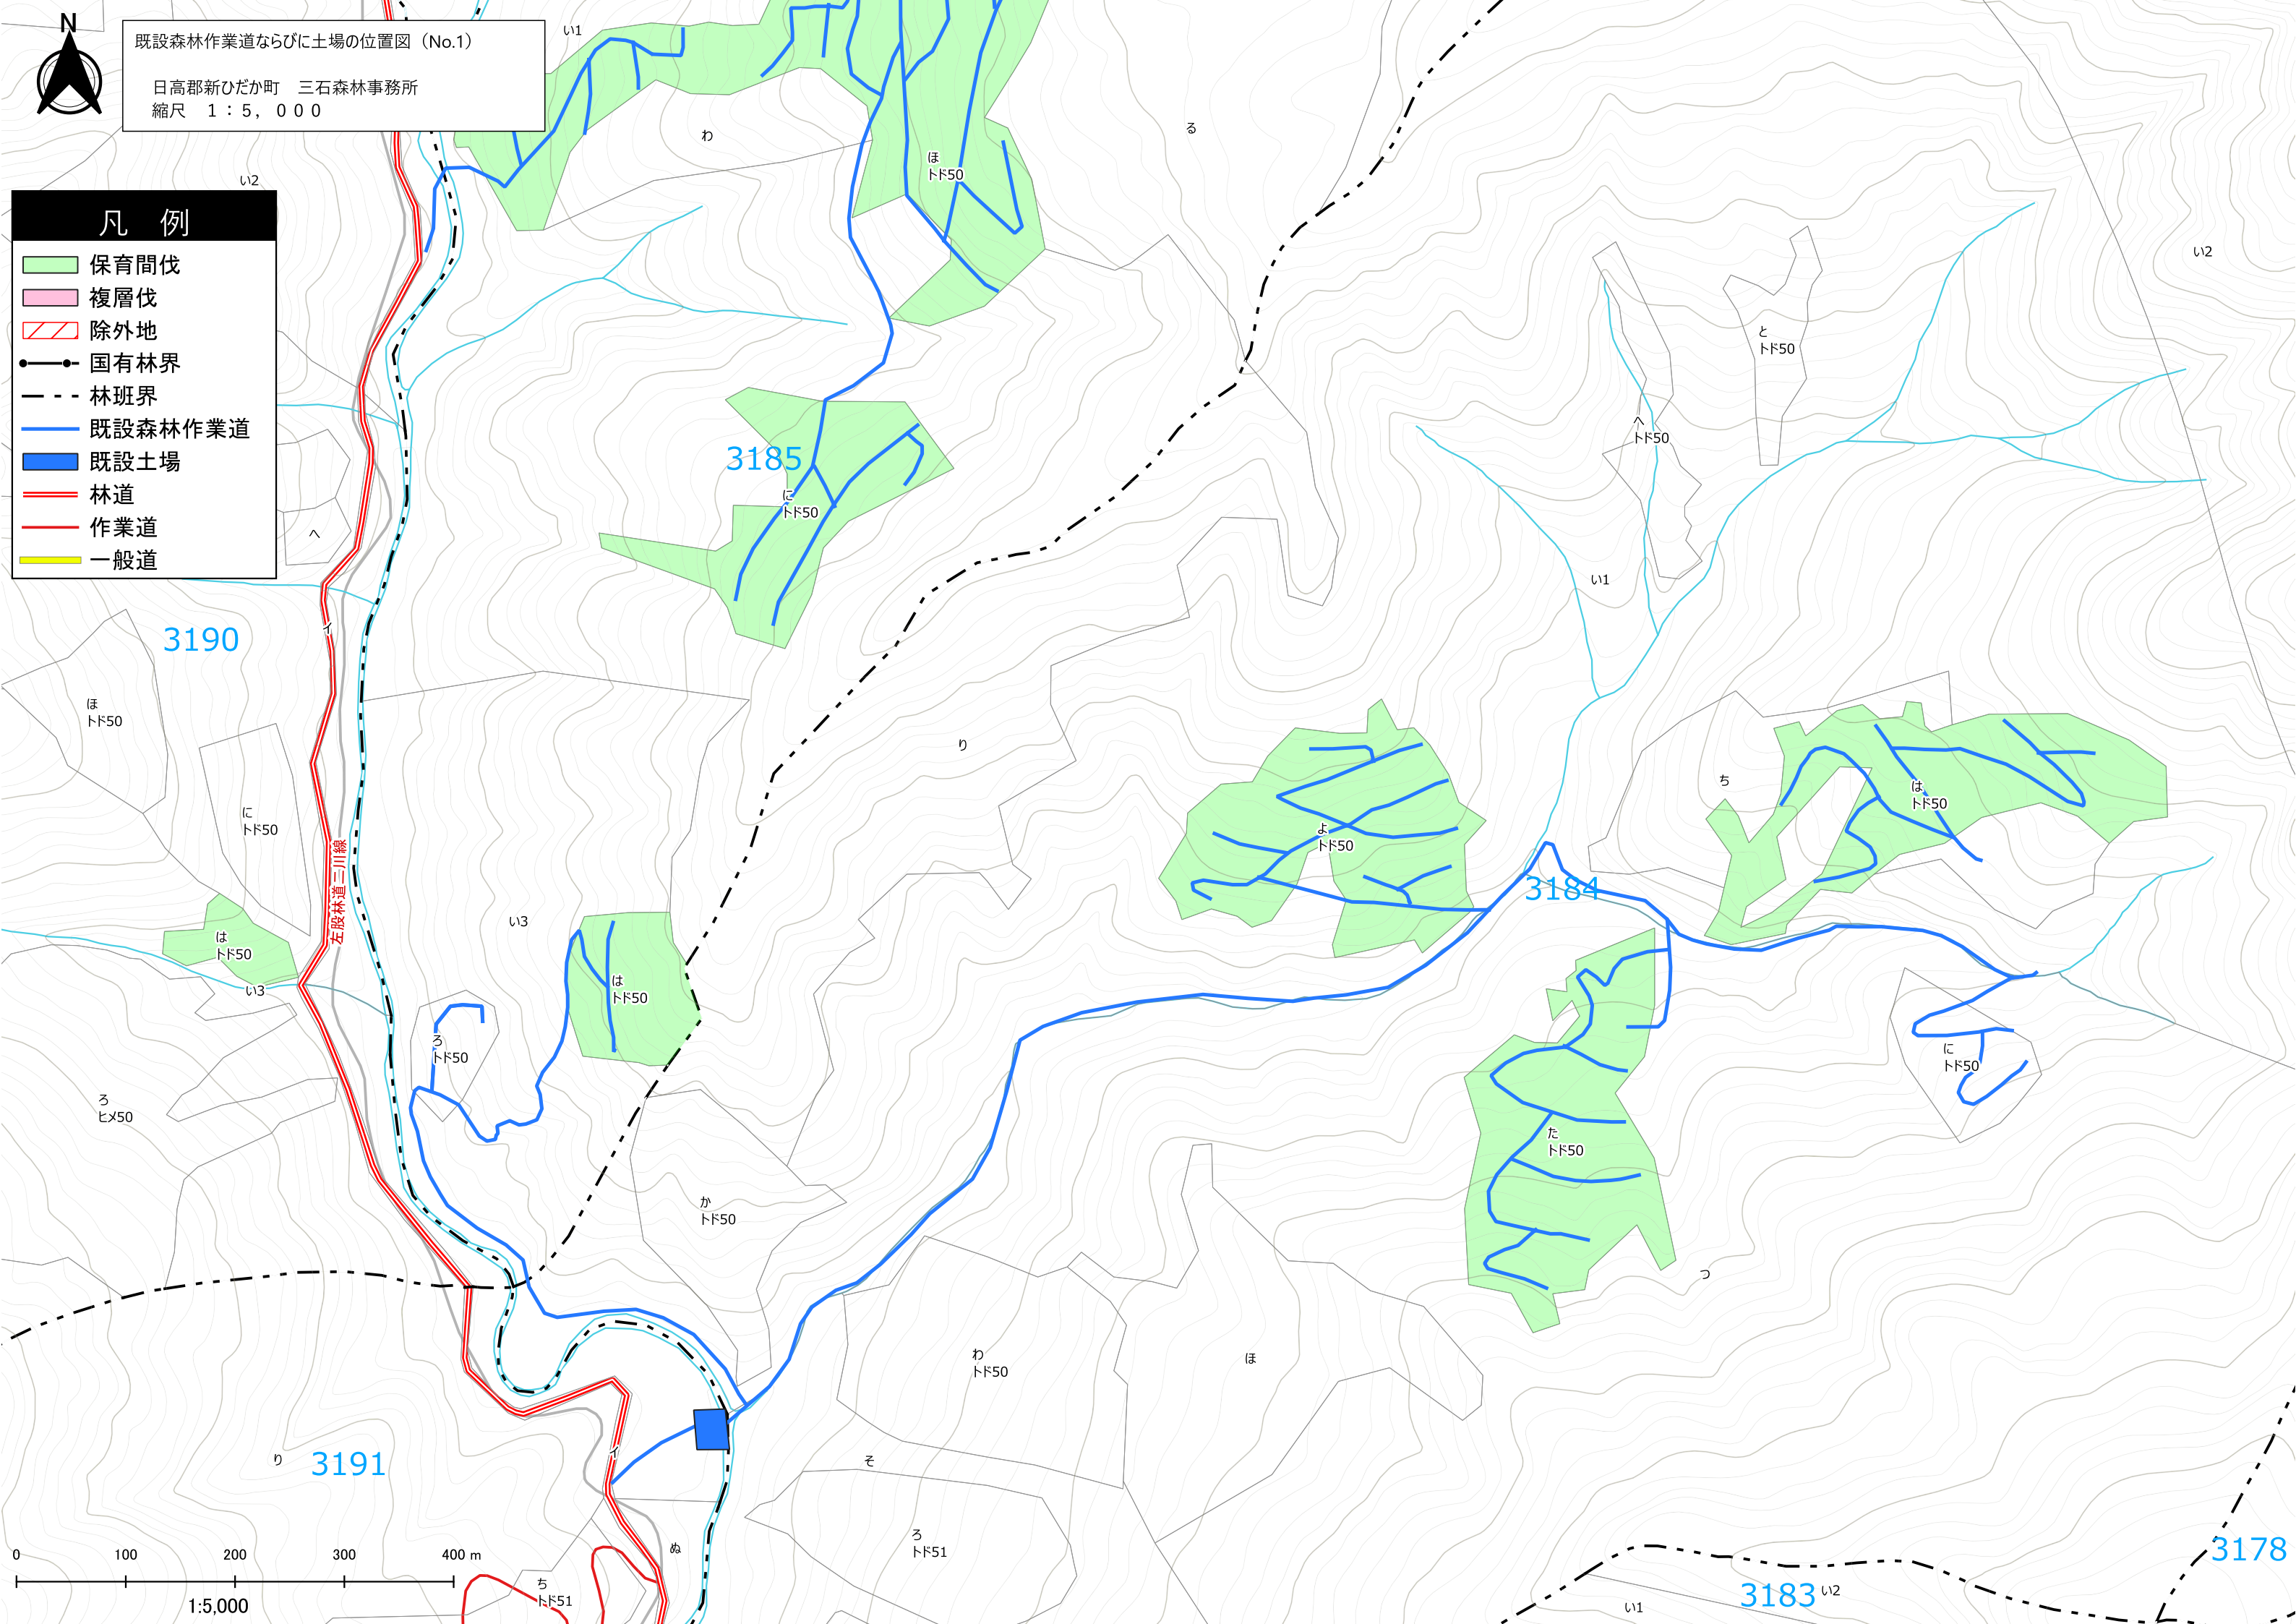 N
既設森林作業道ならびに土場の位置図（No.1）
日高郡新ひだか町　三石森林事務所
縮尺　１：５，０００
凡　例
保育間伐
複層伐
除外地
国有林界
林班界
既設森林作業道
既設土場
林道
作業道
一般道
い1
い2
わ
る
ほ
トド50
い2
と
トド50
へ
トド50
3185
に
トド50
へ
い1
イ
3190
ほ
トド50
に
トド50
り
ち
は
トド50
よ
トド50
左股林道二川線
3184
い3
は
トド50
い3
は
トド50
ろ
トド50
に
トド50
ろ
ヒメ50
た
トド50
か
トド50
つ
わ
トド50
ほ
イ
り
3191
そ
ろ
トド51
ぬ
ち
トド51
3178
3183
い2
い1
0 100 200 300 400 m
1:5,000